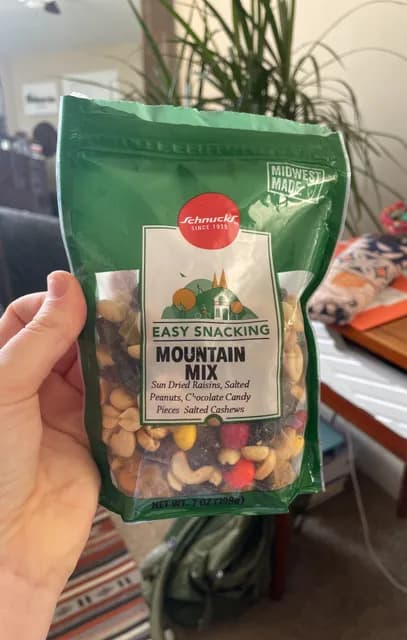 MIDWEST
MADE
Schnucks
SINCE 1939
EASY SNACKING
MOUNTAIN
MIX
Sun Dried Raisins, Salted
Peanuts, Chocolate Candy
Pieces Salted Cashews
NET WT. 7 OZ (198g)